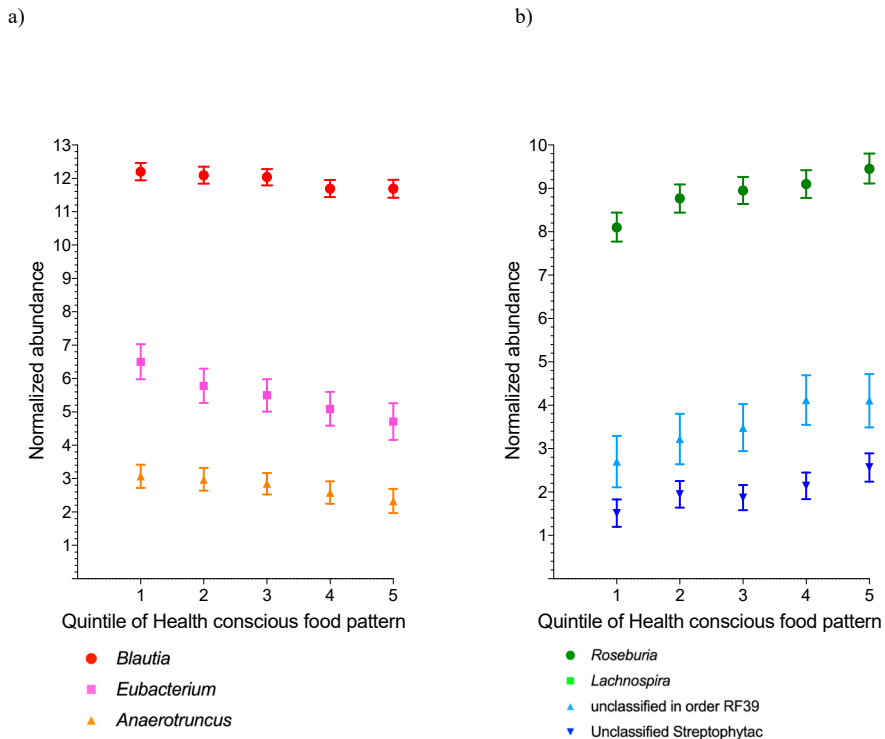 a)
b)
13
12
11
10
9
8
7
6
5
4
3
2
1
Normalized abundance
1 2 3 4 5
Quintile of Health conscious food pattern
Blautia
Eubacterium
Anaerotruncus
10
9
8
7
6
5
4
3
2
1
Normalized abundance
1 2 3 4 5
Quintile of Health conscious food pattern
Roseburia
Lachnospira
unclassified in order RF39
Unclassified Streptophytac